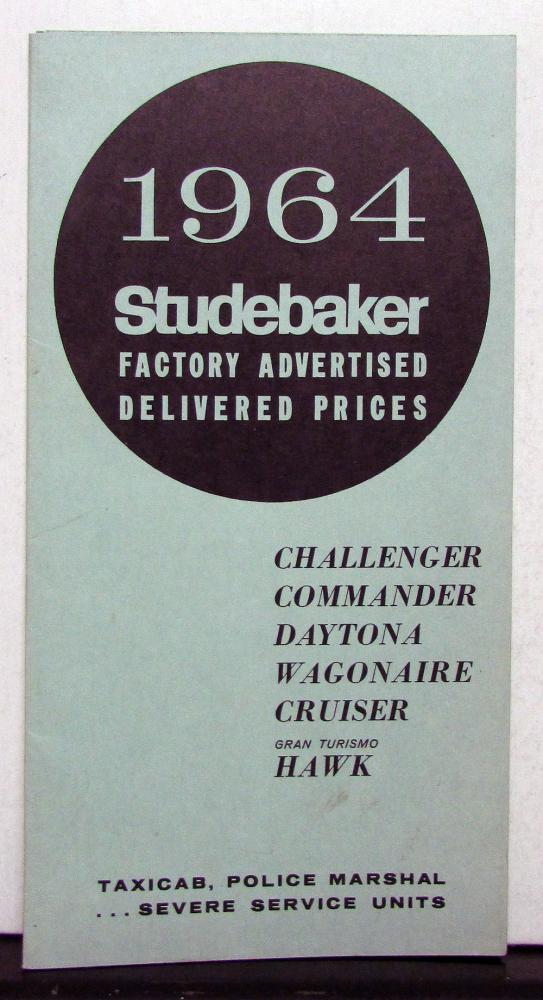 1964
Studebaker
FACTORY ADVERTISED
DELIVERED PRICES
CHALLENGER
COMMANDER
DAYTONA
WAGONAIRE
CRUISER
GRAN TURISMO
HAWK
TAXICAB, POLICE MARSHAL
...SEVERE SERVICE UNITS